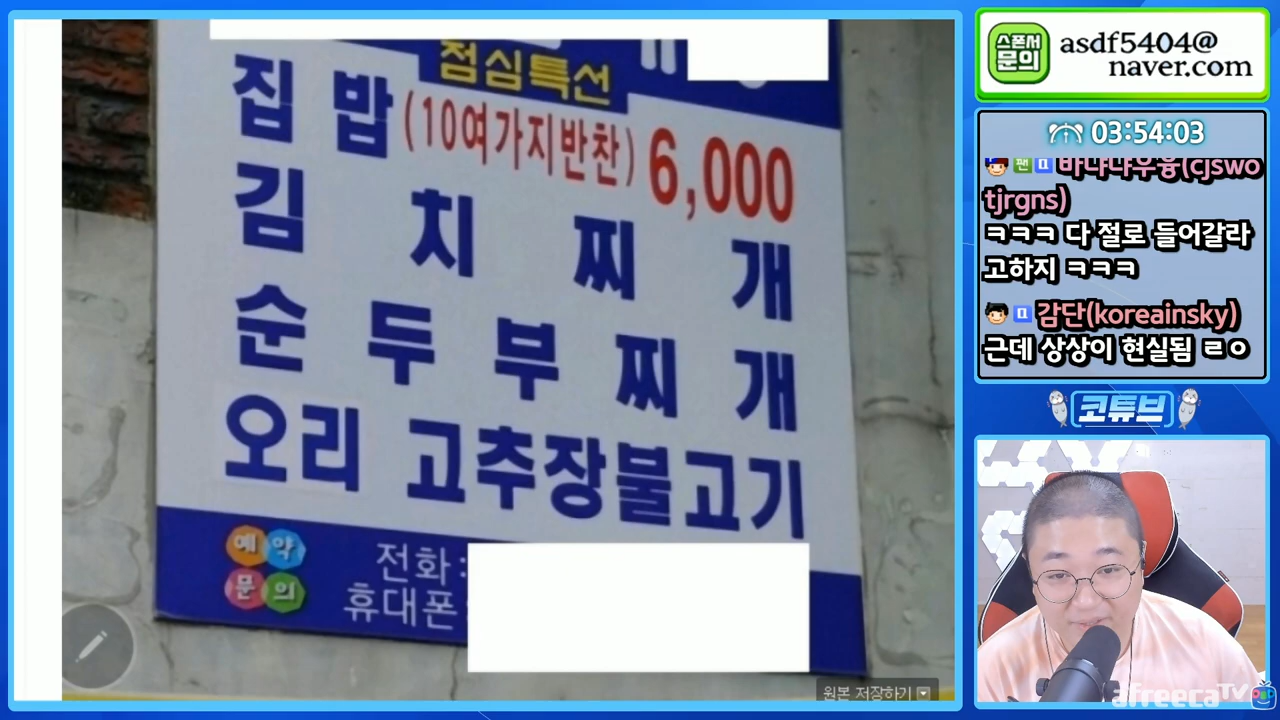 점심특선
집 밥(10여가지반찬) 6,000
김 치 찌 개
순 두 부 찌 개
오리 고추장불고기
예약
문의
전화 :
휴대폰
원본 저장하기
스폰서
문의
asdf5404@
naver.com
03:54:03
팬 바나나우융(cjswo
tjrgns)
ㅋㅋㅋ 다 절로 들어갈라
고하지 ㅋㅋㅋ
감단(koreainsky)
근데 상상이 현실됨 ㄹㅇ
코튜브
afreecaTV